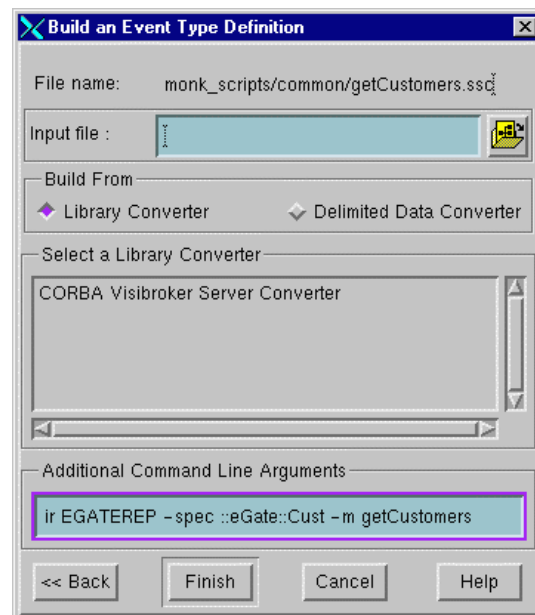 Build an Event Type Definition
File name: monk_scripts/common/getCustomers.ssc
Input file :
Build From
Library Converter Delimited Data Converter
Select a Library Converter
CORBA Visibroker Server Converter
Additional Command Line Arguments
ir EGATEREP -spec ::eGate::Cust -m getCustomers
<< Back Finish Cancel Help